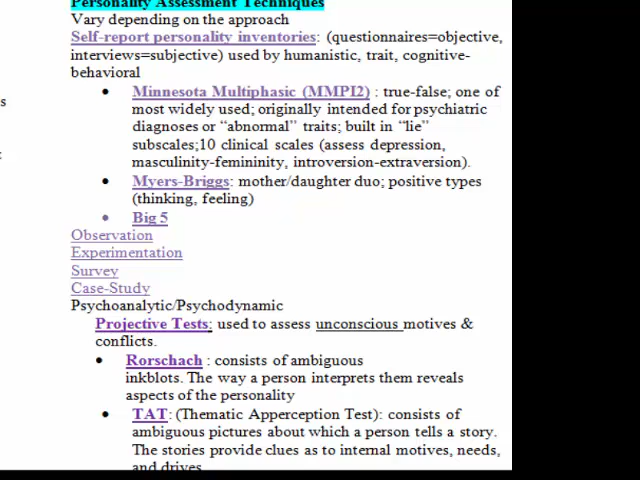 Personality Assessment Techniques
Vary depending on the approach
Self-report personality inventories: (questionnaires=objective,
interviews=subjective) used by humanistic, trait, cognitive-
behavioral
• Minnesota Multiphasic (MMPI2) : true-false; one of
most widely used; originally intended for psychiatric
diagnoses or “abnormal” traits; built in “lie”
subscales;10 clinical scales (assess depression,
masculinity-femininity, introversion-extraversion).
• Myers-Briggs: mother/daughter duo; positive types
(thinking, feeling)
• Big 5
Observation
Experimentation
Survey
Case-Study
Psychoanalytic/Psychodynamic
Projective Tests: used to assess unconscious motives &
conflicts.
• Rorschach : consists of ambiguous
inkblots. The way a person interprets them reveals
aspects of the personality
• TAT: (Thematic Apperception Test): consists of
ambiguous pictures about which a person tells a story.
The stories provide clues as to internal motives, needs,
and drives